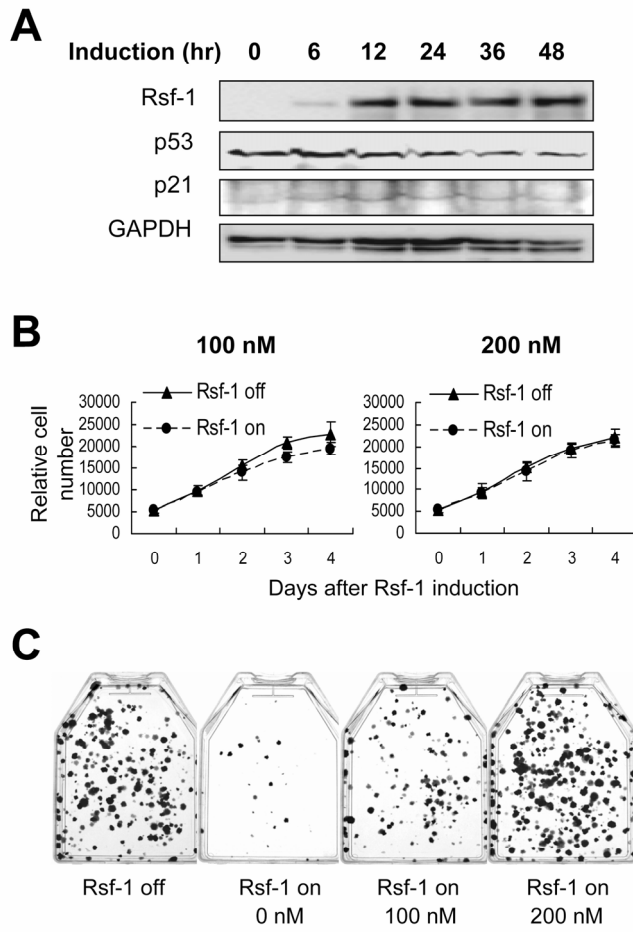 A
Induction (hr) 0 6 12 24 36 48
Rsf-1
p53
p21
GAPDH
B
100 nM 200 nM
Relative cell
number
30000
25000
20000
15000
10000
5000
0
Rsf-1 off
Rsf-1 on
0 1 2 3 4
30000
25000
20000
15000
10000
5000
0
Rsf-1 off
Rsf-1 on
0 1 2 3 4
Days after Rsf-1 induction
C
Rsf-1 off
Rsf-1 on
0 nM
Rsf-1 on
100 nM
Rsf-1 on
200 nM